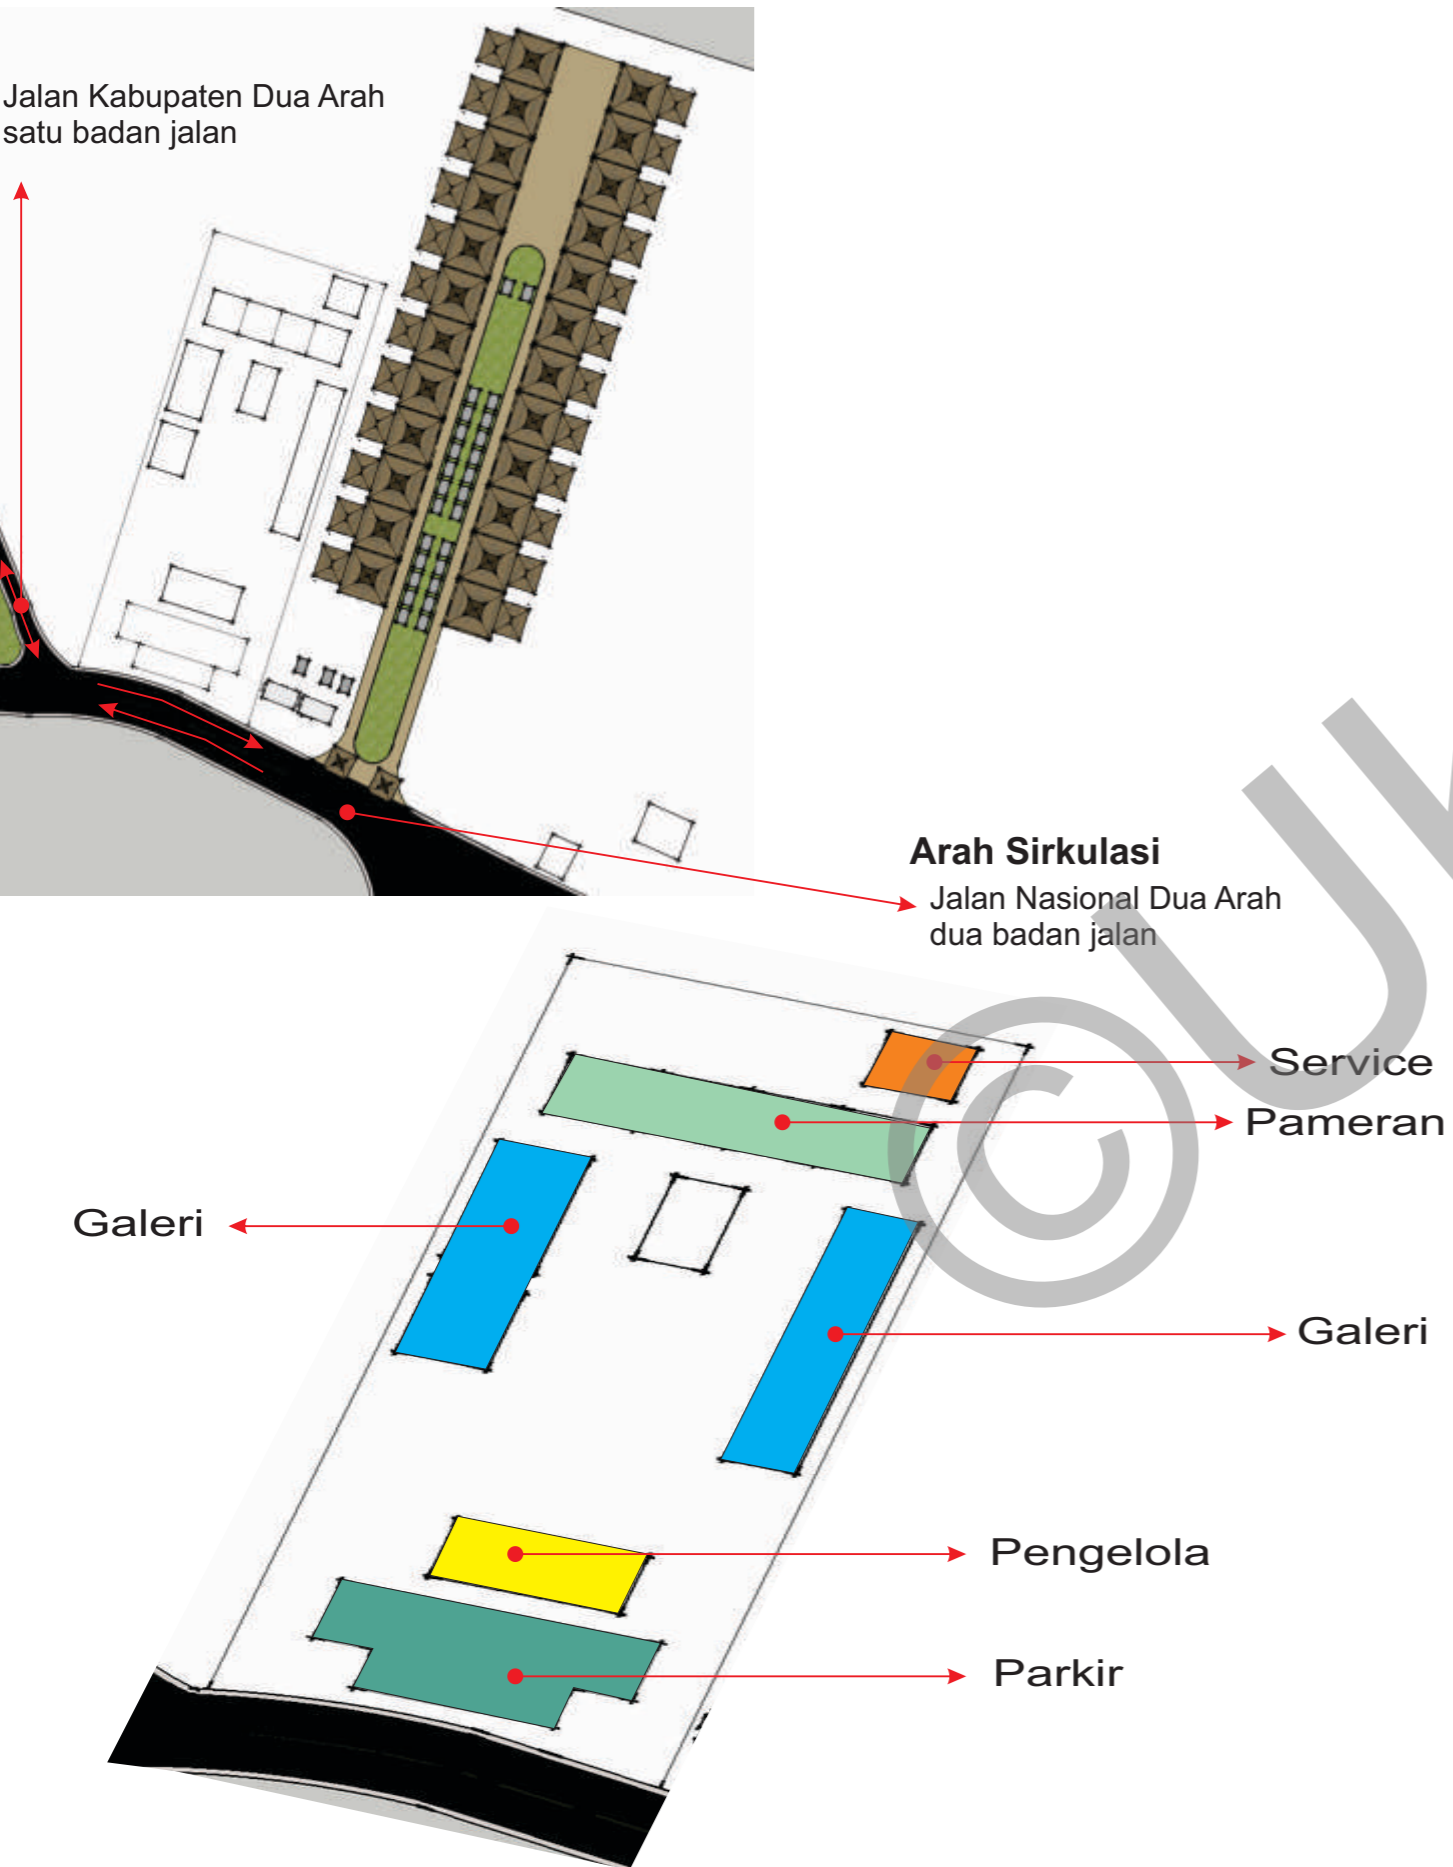 Jalan Kabupaten Dua Arah
satu badan jalan
Arah Sirkulasi
Jalan Nasional Dua Arah
dua badan jalan
Service
Pameran
Galeri
Galeri
Pengelola
Parkir